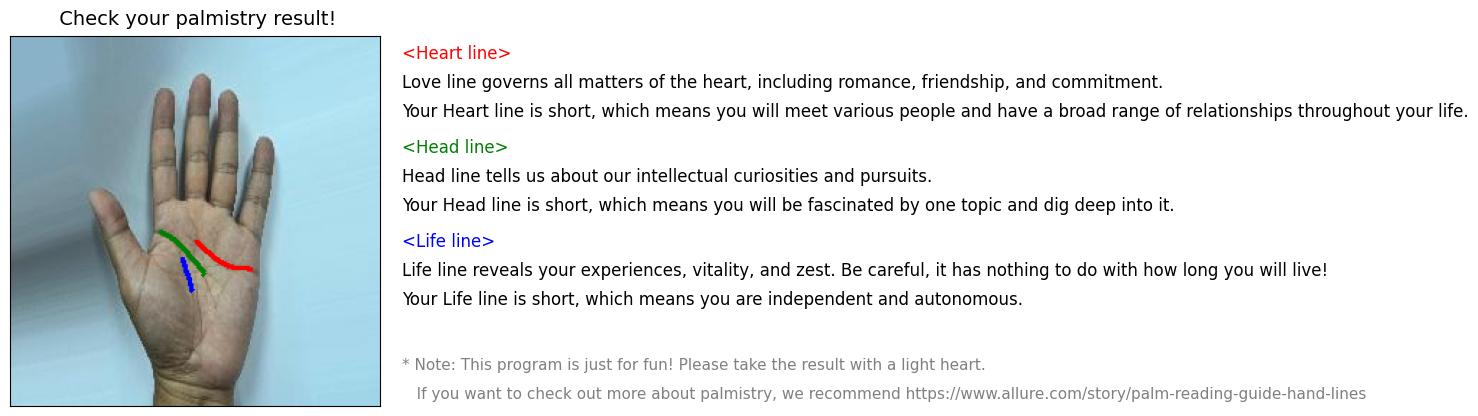 Check your palmistry result!
<Heart line>
Love line governs all matters of the heart, including romance, friendship, and commitment.
Your Heart line is short, which means you will meet various people and have a broad range of relationships throughout your life.
<Head line>
Head line tells us about our intellectual curiosities and pursuits.
Your Head line is short, which means you will be fascinated by one topic and dig deep into it.
<Life line>
Life line reveals your experiences, vitality, and zest. Be careful, it has nothing to do with how long you will live!
Your Life line is short, which means you are independent and autonomous.
* Note: This program is just for fun! Please take the result with a light heart.
If you want to check out more about palmistry, we recommend https://www.allure.com/story/palm-reading-guide-hand-lines